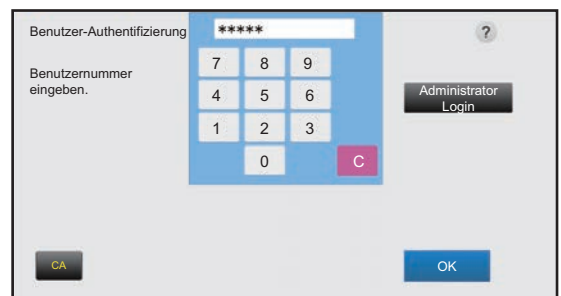 Benutzer-Authentifizierung
*****
?
Benutzernummer
eingeben.
7 8 9
4 5 6
1 2 3
0 C
Administrator
Login
CA
OK